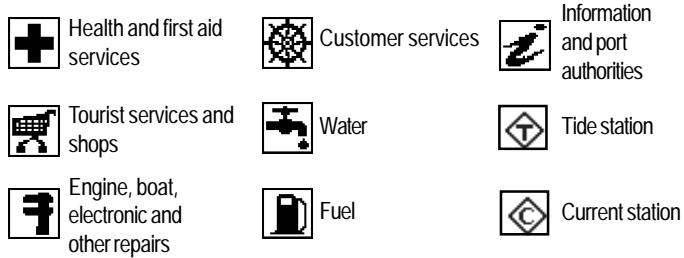 Health and first aid
services
Customer services
Information
and port
authorities
Tourist services and
shops
Water
T
Tide station
Engine, boat,
electronic and
other repairs
Fuel
C
Current station